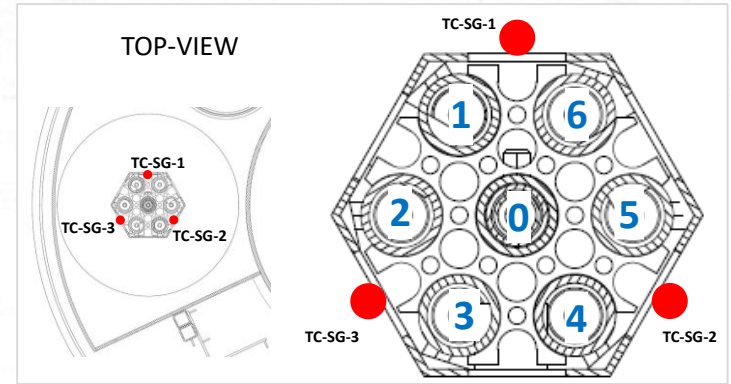 TOP-VIEW
TC-SG-1
TC-SG-3
TC-SG-2
TC-SG-1
1
6
2
0
5
3
4
TC-SG-3
TC-SG-2